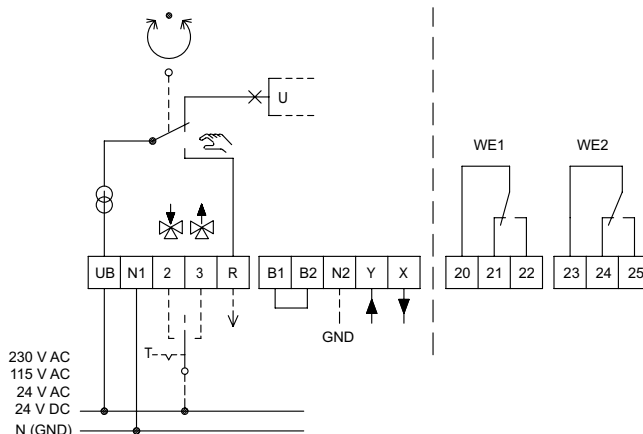 U
WE1
WE2
UB N1 2 3 R
B1 B2 N2 Y X
20 21 22
23 24 25
GND
T
230 V AC
115 V AC
24 V AC
24 V DC
N (GND)